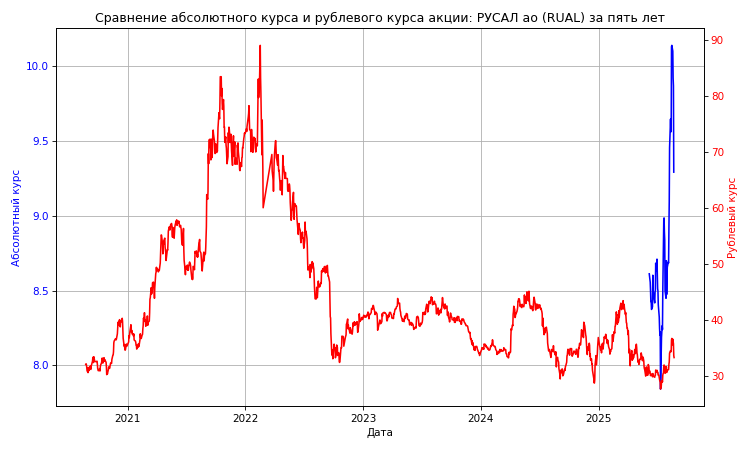 Сравнение абсолютного курса и рублевого курса акции: РУСАЛ ао (RUAL) за пять лет
10.0
9.5
9.0
8.5
8.0
Абсолютный курс
90
80
70
60
50
40
30
Рублевый курс
2021 2022 2023 2024 2025
Дата